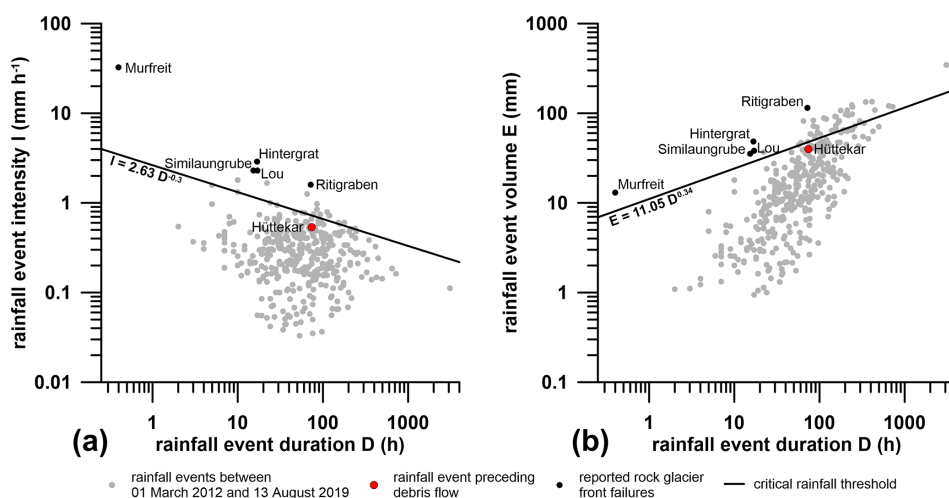 100
10
1
0.1
0.01
rainfall event intensity I (mm h⁻¹)
Murfreit
I = 2.63 D⁻⁰·³
Similaungrube
Hintergrat
Lou
Ritigraben
Hüttekar
1 10 100 1000
(a) rainfall event duration D (h)
1000
100
10
1
0.1
rainfall event volume E (mm)
Ritigraben
Hintergrat
Similaungrube
Lou
Hüttekar
Murfreit
E = 11.05 D⁰·³⁴
1 10 100 1000
(b) rainfall event duration D (h)
rainfall events between
01 March 2012 and 13 August 2019
rainfall event preceding
debris flow
reported rock glacier
front failures
critical rainfall threshold